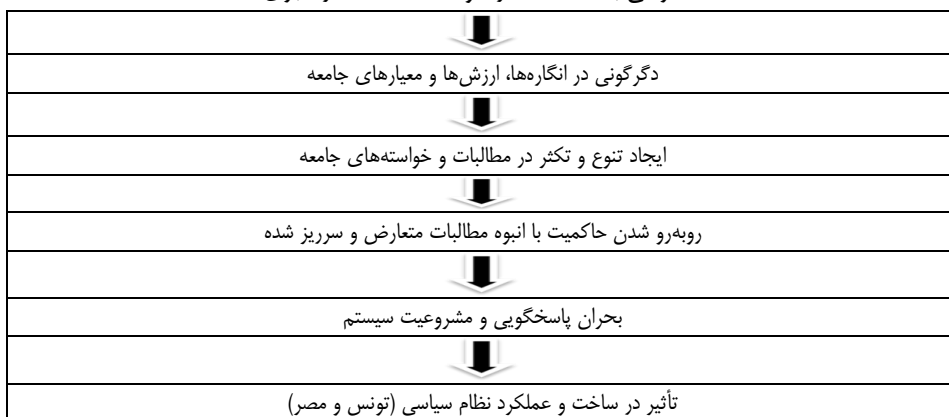 دگرگونی در انگاره‌ها، ارزش‌ها و معیارهای جامعه
ایجاد تنوع و تکثر در مطالبات و خواسته‌های جامعه
روبه‌رو شدن حاکمیت با انبوه مطالبات متعارض و سرریز شده
بحران پاسخگویی و مشروعیت سیستم
تأثیر در ساخت و عملکرد نظام سیاسی (تونس و مصر)